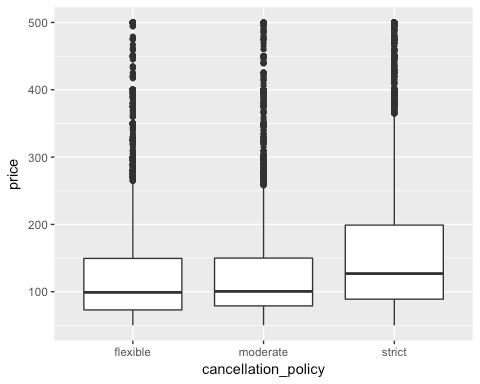 500
400
300
200
100
price
flexible
moderate
strict
cancellation_policy